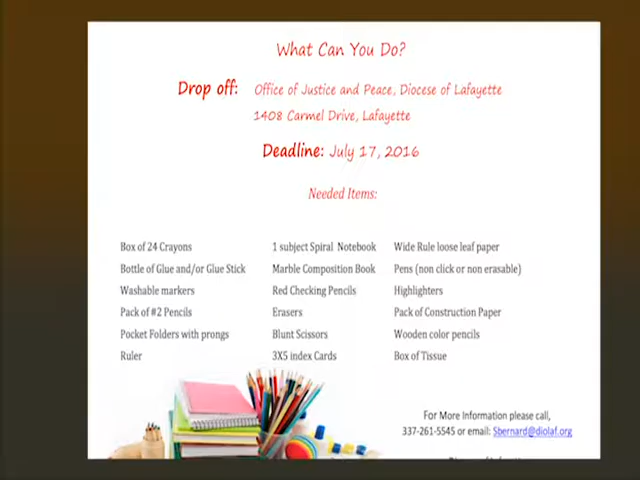 What Can You Do?
Drop off: Office of Justice and Peace, Diocese of Lafayette
1408 Carmel Drive, Lafayette
Deadline: July 17, 2016
Needed Items:
Box of 24 Crayons 1 subject Spiral Notebook Wide Rule loose leaf paper
Bottle of Glue and/or Glue Stick Marble Composition Book Pens (non click or non erasable)
Washable markers Red Checking Pencils Highlighters
Pack of #2 Pencils Erasers Pack of Construction Paper
Pocket Folders with prongs Blunt Scissors Wooden color pencils
Ruler 3X5 index Cards Box of Tissue
For More Information please call,
337-261-5545 or email: Sbernard@diolaf.org